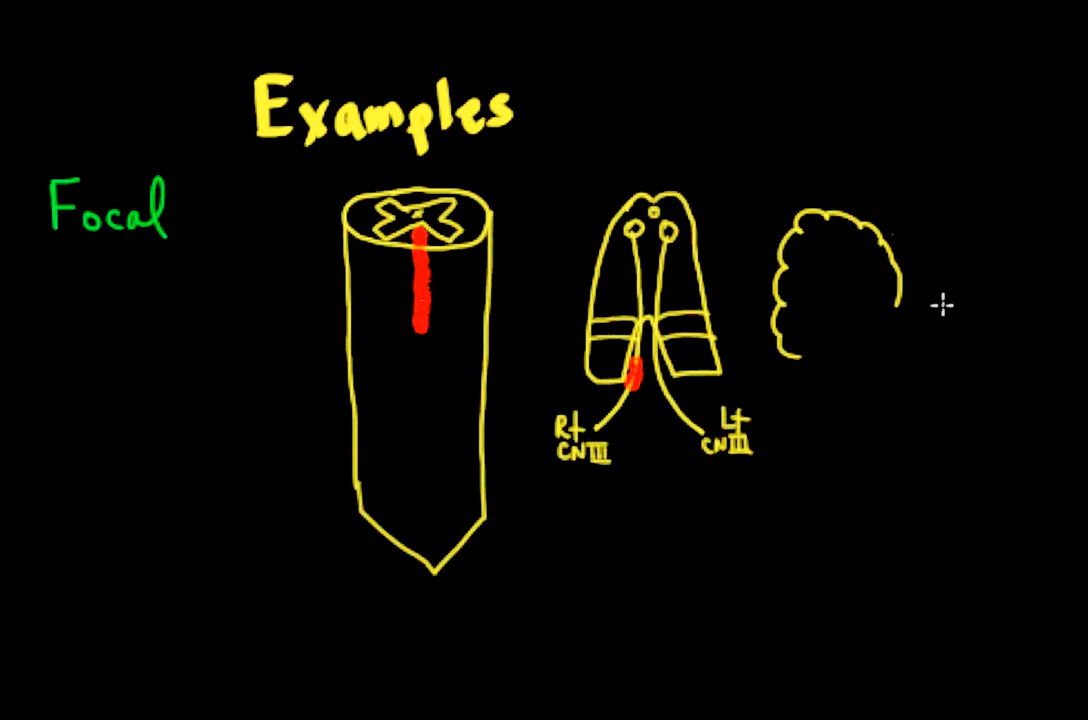 Examples
Focal
Rt
CN III
Lt
CN III